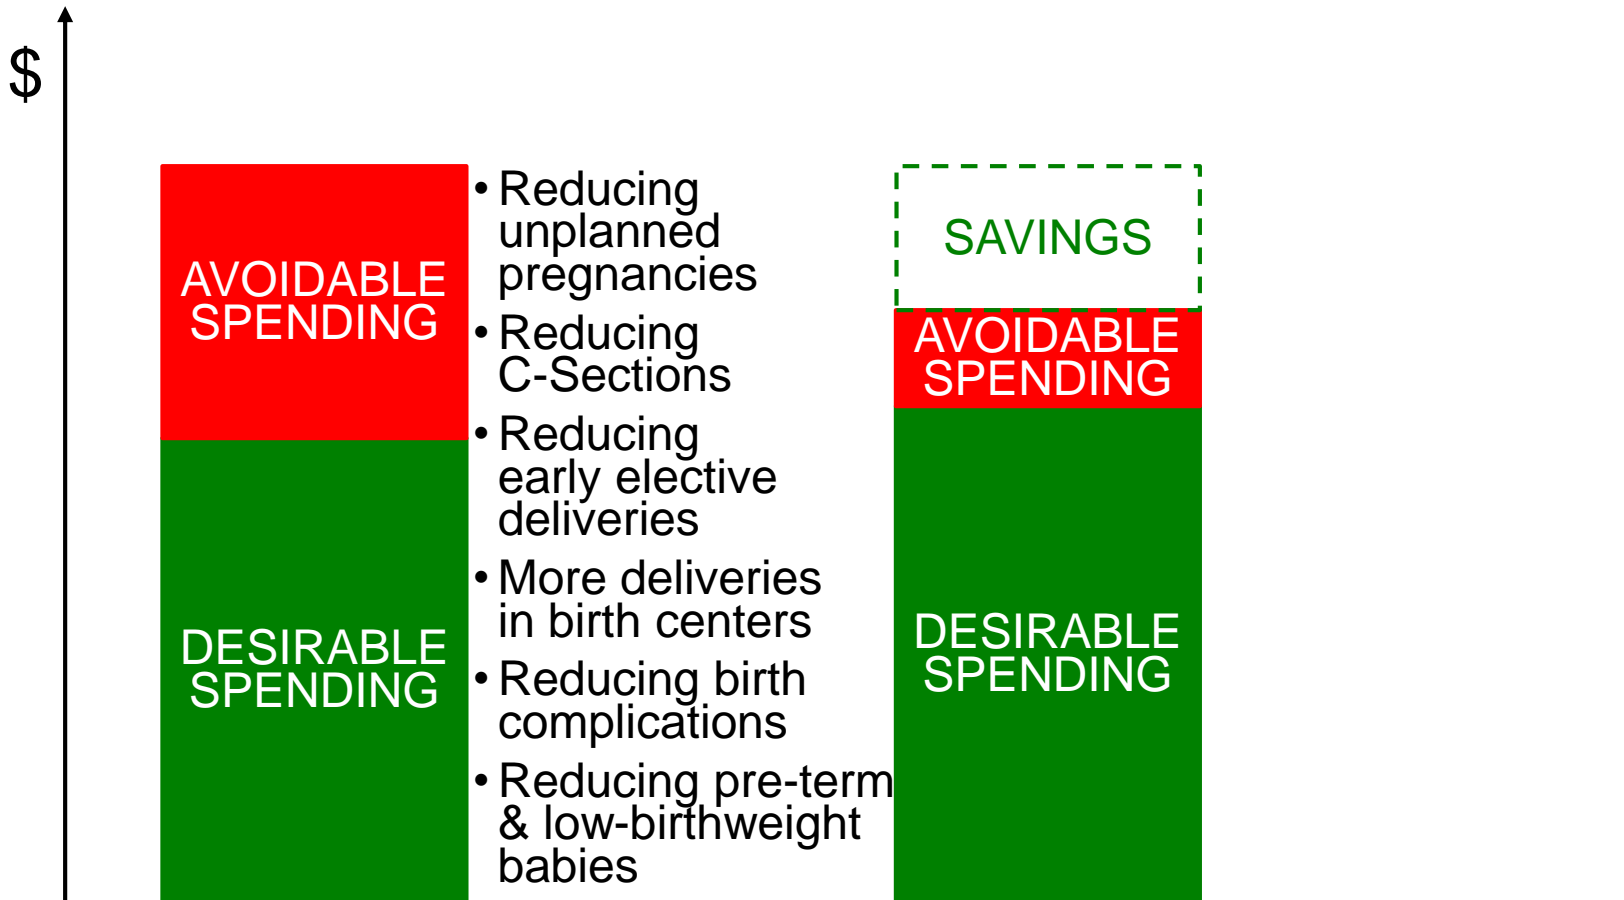 $
AVOIDABLE
SPENDING
DESIRABLE
SPENDING
• Reducing
unplanned
pregnancies
• Reducing
C-Sections
• Reducing
early elective
deliveries
• More deliveries
in birth centers
• Reducing birth
complications
• Reducing pre-term
& low-birthweight
babies
SAVINGS
AVOIDABLE
SPENDING
DESIRABLE
SPENDING